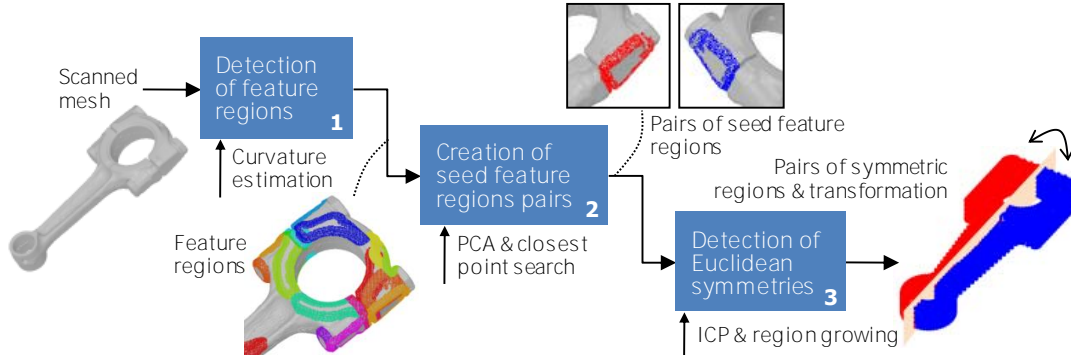 Scanned
mesh
Detection
of feature
regions
1
Curvature
estimation
Feature
regions
Creation of
seed feature
regions pairs
2
PCA & closest
point search
Pairs of seed feature
regions
Detection of
Euclidean
symmetries
3
ICP & region growing
Pairs of symmetric
regions & transformation